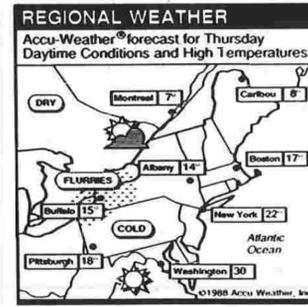 REGIONAL WEATHER
Accu-Weather® forecast for Thursday
Daytime Conditions and High Temperatures
DRY
Montreal 7°
Caribou 8°
Boston 17°
Albany 14°
FLURRIES
Buffalo 15°
New York 22°
COLD
Atlantic
Ocean
Pittsburgh 18°
Washington 30
©1988 Accu Weather, Inc